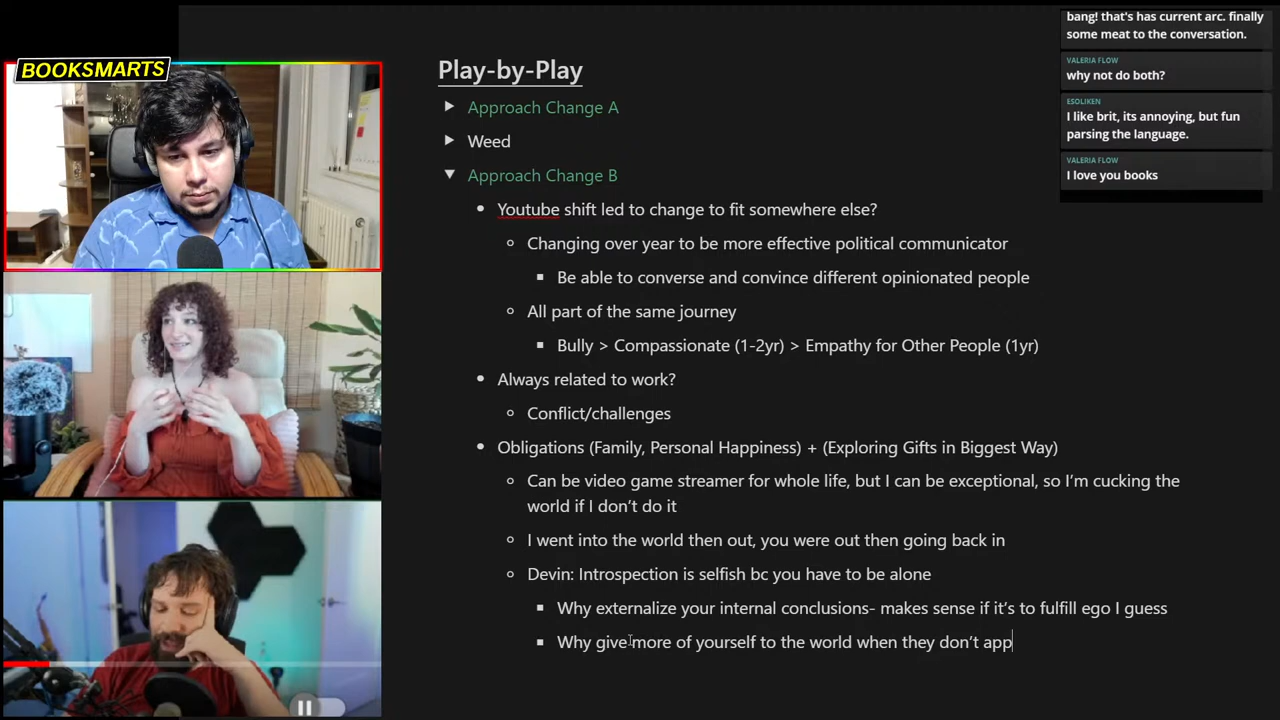 BOOKSMARTS
Play-by-Play
Approach Change A
Weed
Approach Change B
Youtube shift led to change to fit somewhere else?
Changing over year to be more effective political communicator
Be able to converse and convince different opinionated people
All part of the same journey
Bully > Compassionate (1-2yr) > Empathy for Other People (1yr)
Always related to work?
Conflict/challenges
Obligations (Family, Personal Happiness) + (Exploring Gifts in Biggest Way)
Can be video game streamer for whole life, but I can be exceptional, so I'm cucking the
world if I don't do it
I went into the world then out, you were out then going back in
Devin: Introspection is selfish bc you have to be alone
Why externalize your internal conclusions- makes sense if it's to fulfill ego I guess
Why give more of yourself to the world when they don't app
bang! that's has current arc. finally
some meat to the conversation.
VALERIA FLOW
why not do both?
ESOLIKEN
I like brit, its annoying, but fun
parsing the language.
VALERIA FLOW
I love you books